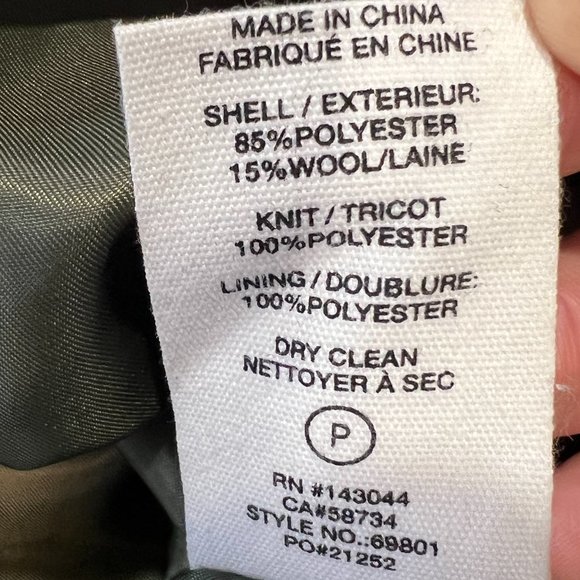 MADE IN CHINA
FABRIQUÉ EN CHINE
SHELL / EXTERIEUR:
85%POLYESTER
15%WOOL/LAINE
KNIT / TRICOT
100%POLYESTER
LINING / DOUBLURE:
100%POLYESTER
DRY CLEAN
NETTOYER À SEC
P
RN #143044
CA#58734
STYLE NO.:69801
PO#21252